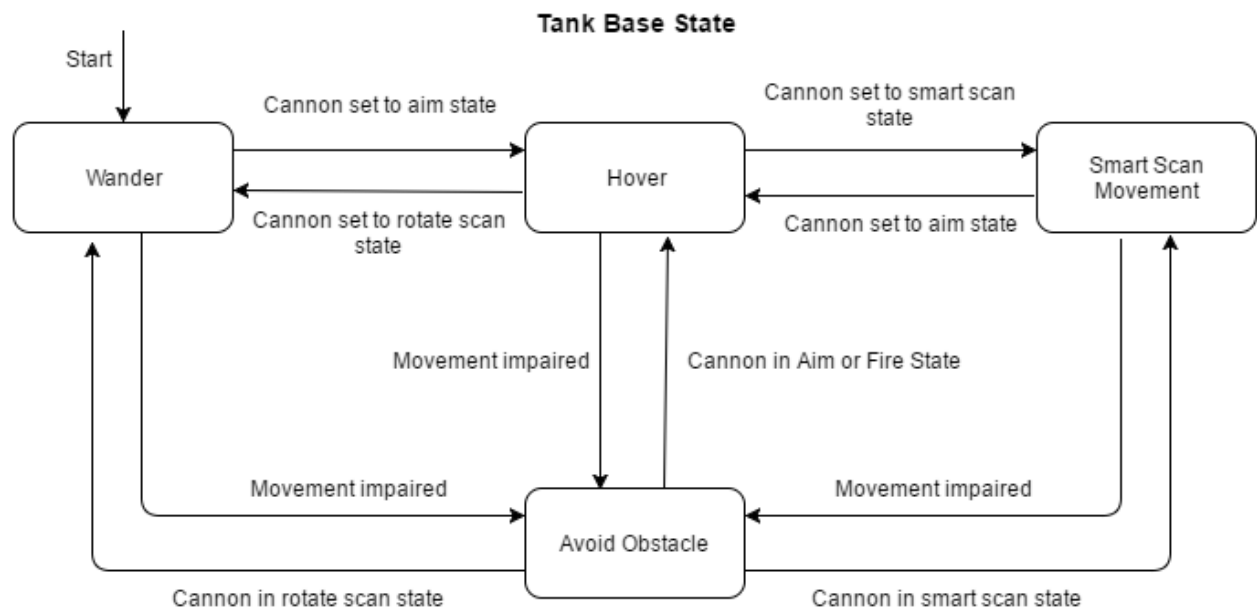 Tank Base State
Start
Cannon set to aim state
Cannon set to smart scan
state
Wander
Hover
Smart Scan
Movement
Cannon set to rotate scan
state
Cannon set to aim state
Movement impaired
Cannon in Aim or Fire State
Movement impaired
Movement impaired
Avoid Obstacle
Cannon in rotate scan state
Cannon in smart scan state